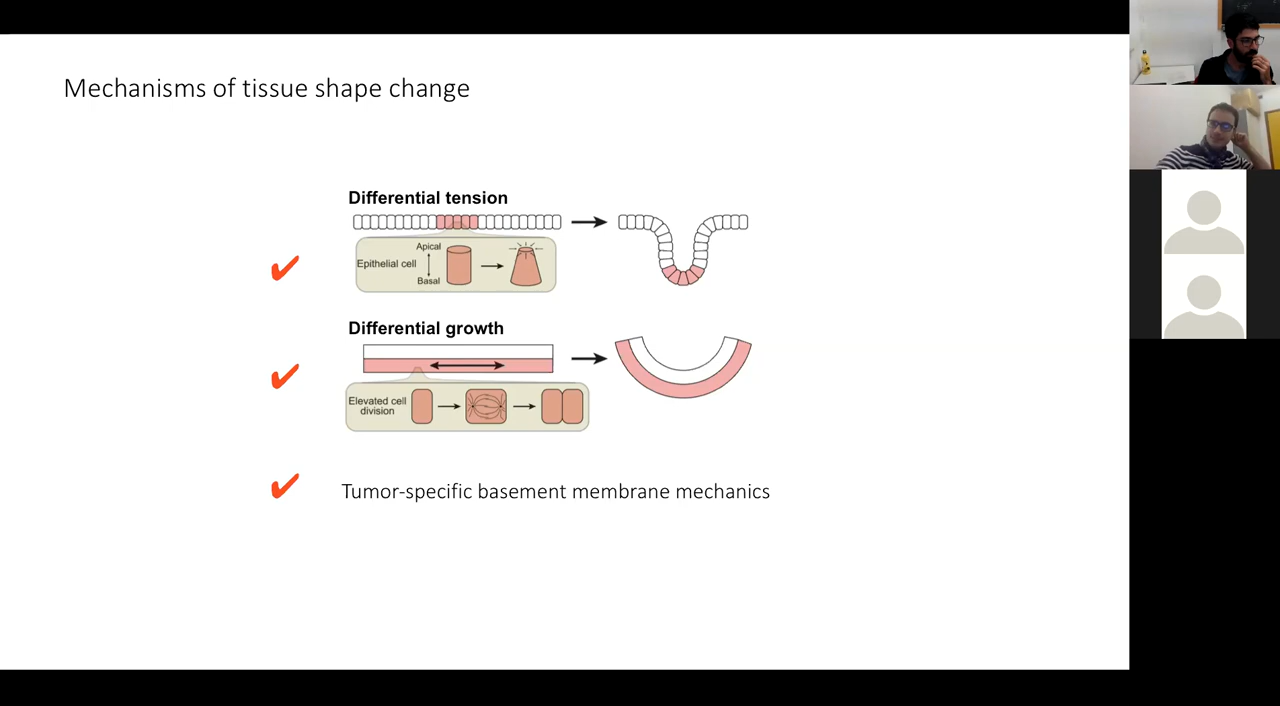 Mechanisms of tissue shape change
Differential tension
Apical
Epithelial cell
Basal
Differential growth
Elevated cell
division
Tumor-specific basement membrane mechanics